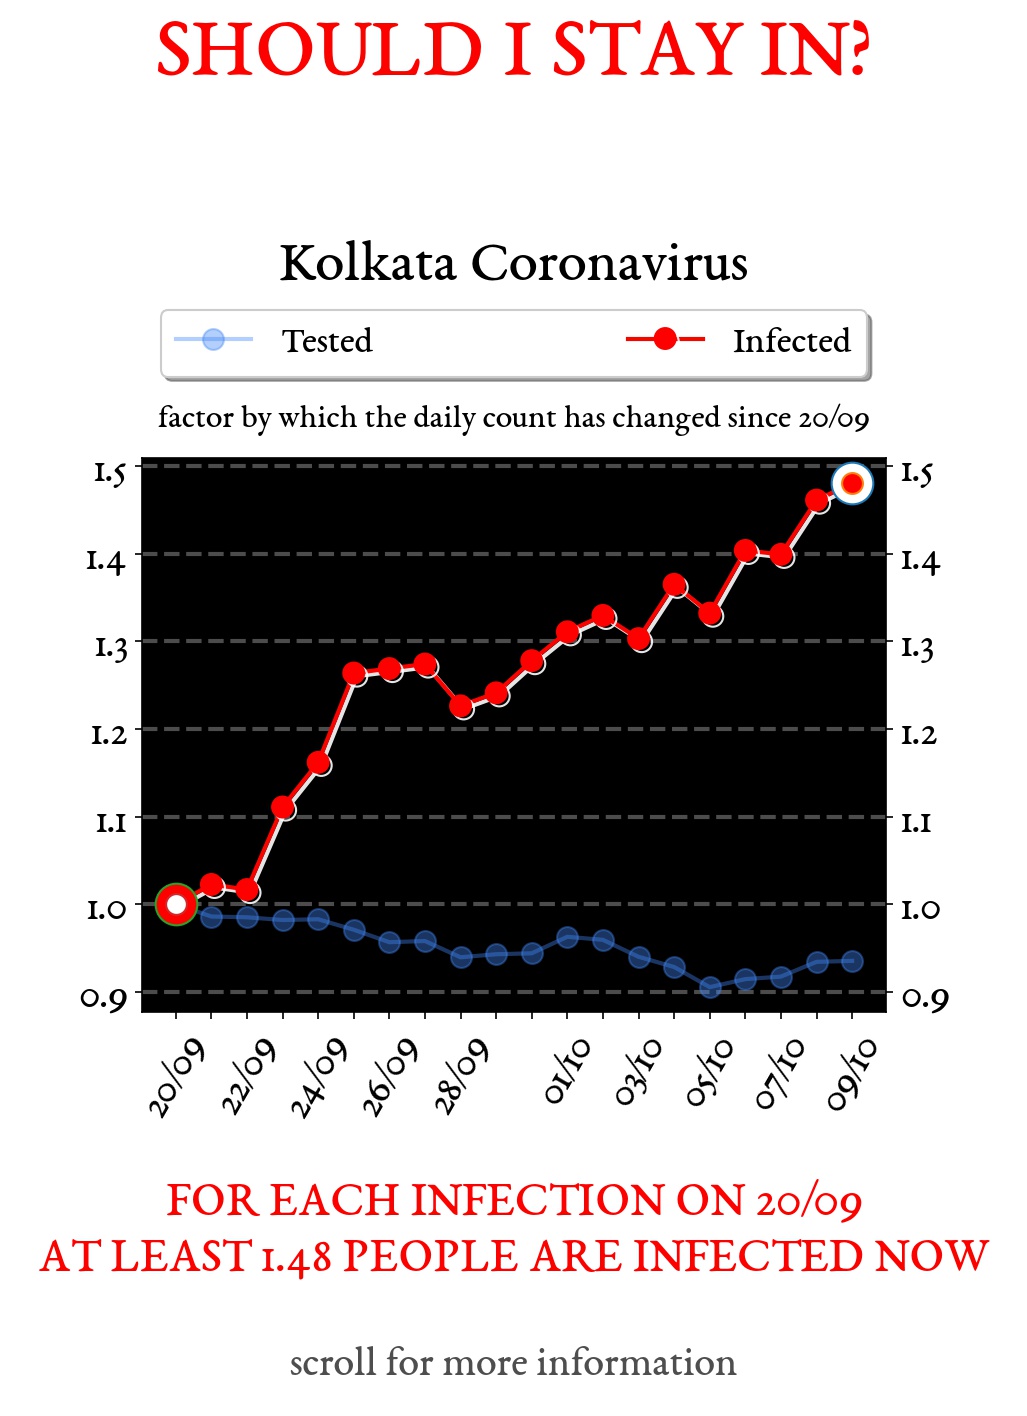 SHOULD I STAY IN?
Kolkata Coronavirus
Tested Infected
factor by which the daily count has changed since 20/09
1.5 1.5
1.4 1.4
1.3 1.3
1.2 1.2
1.1 1.1
1.0 1.0
0.9 0.9
20/09 22/09 24/09 26/09 28/09 01/10 03/10 05/10 07/10 09/10
FOR EACH INFECTION ON 20/09
AT LEAST 1.48 PEOPLE ARE INFECTED NOW
scroll for more information